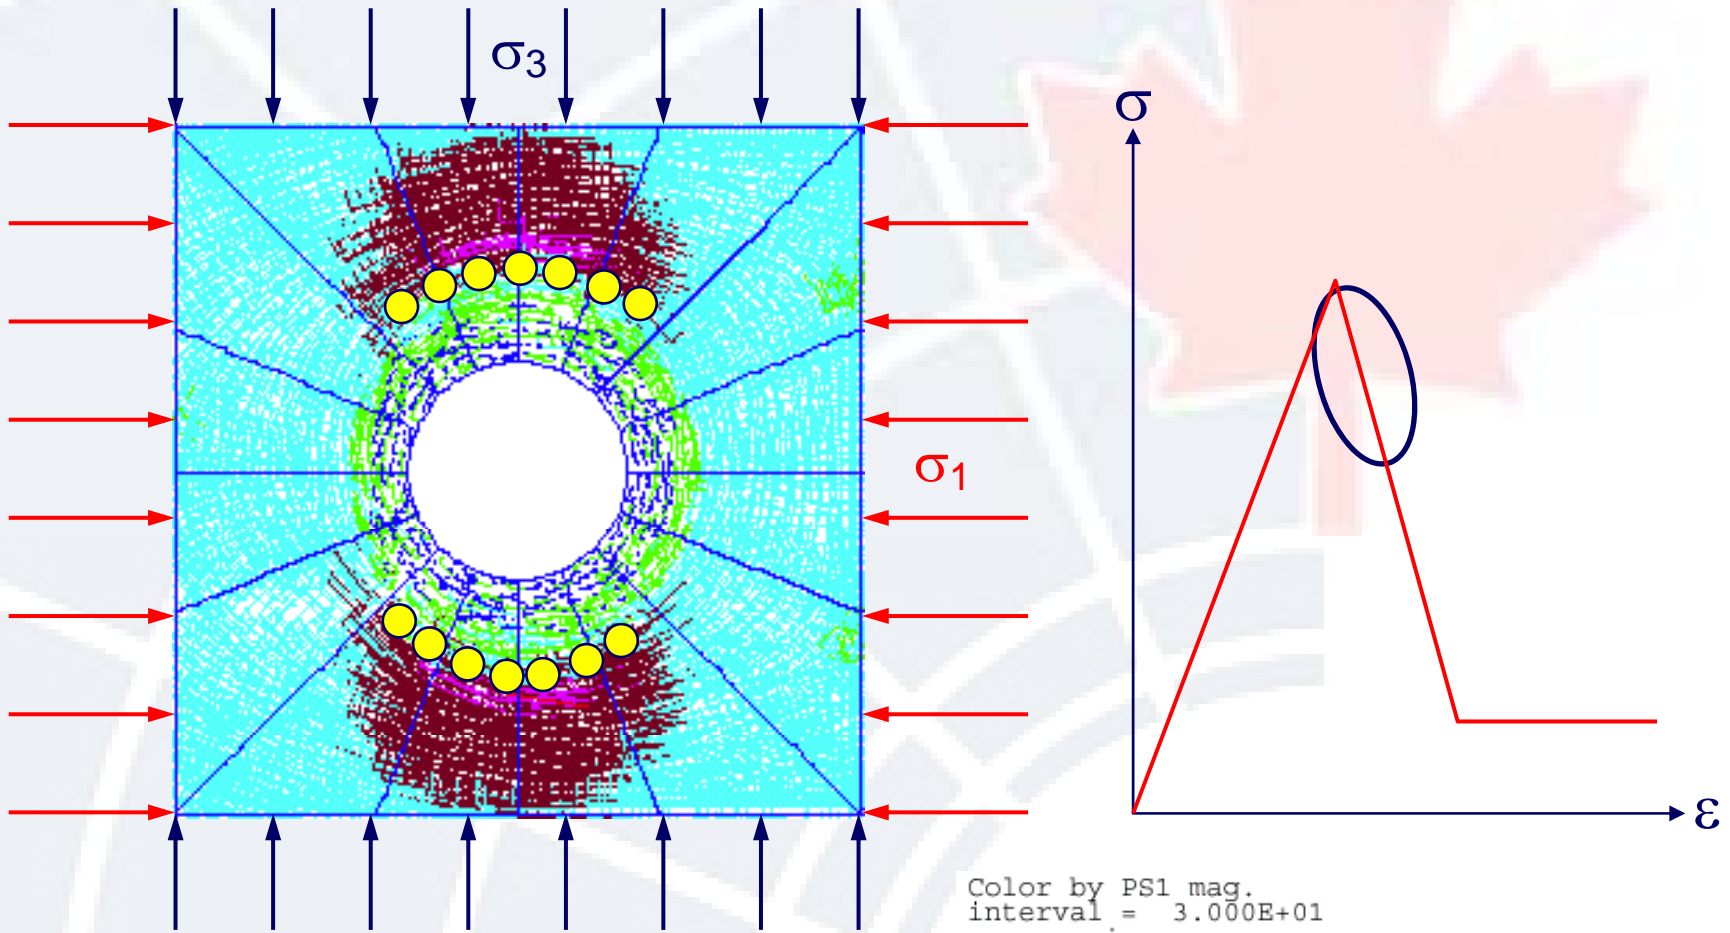 σ3
σ
σ1
ε
Color by PS1 mag.
interval = 3.000E+01